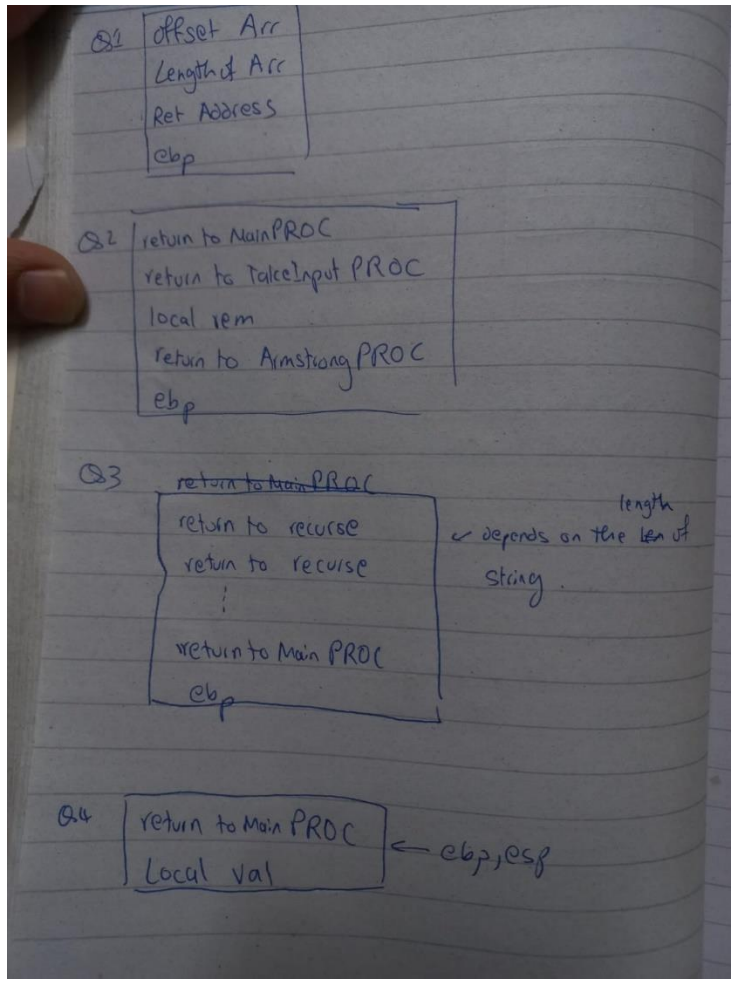 Q1 offset Arr
Length of Arr
Ret Address
ebp
Q2 return to MainPROC
return to TakeInput PROC
local rem
return to Armstrong PROC
ebp
Q3 return to Main PROC
return to recurse
length
← depends on the len of
return to recurse
string.
return to Main PROC
ebp
Q4 return to Main PROC
← ebp, esp
Local val